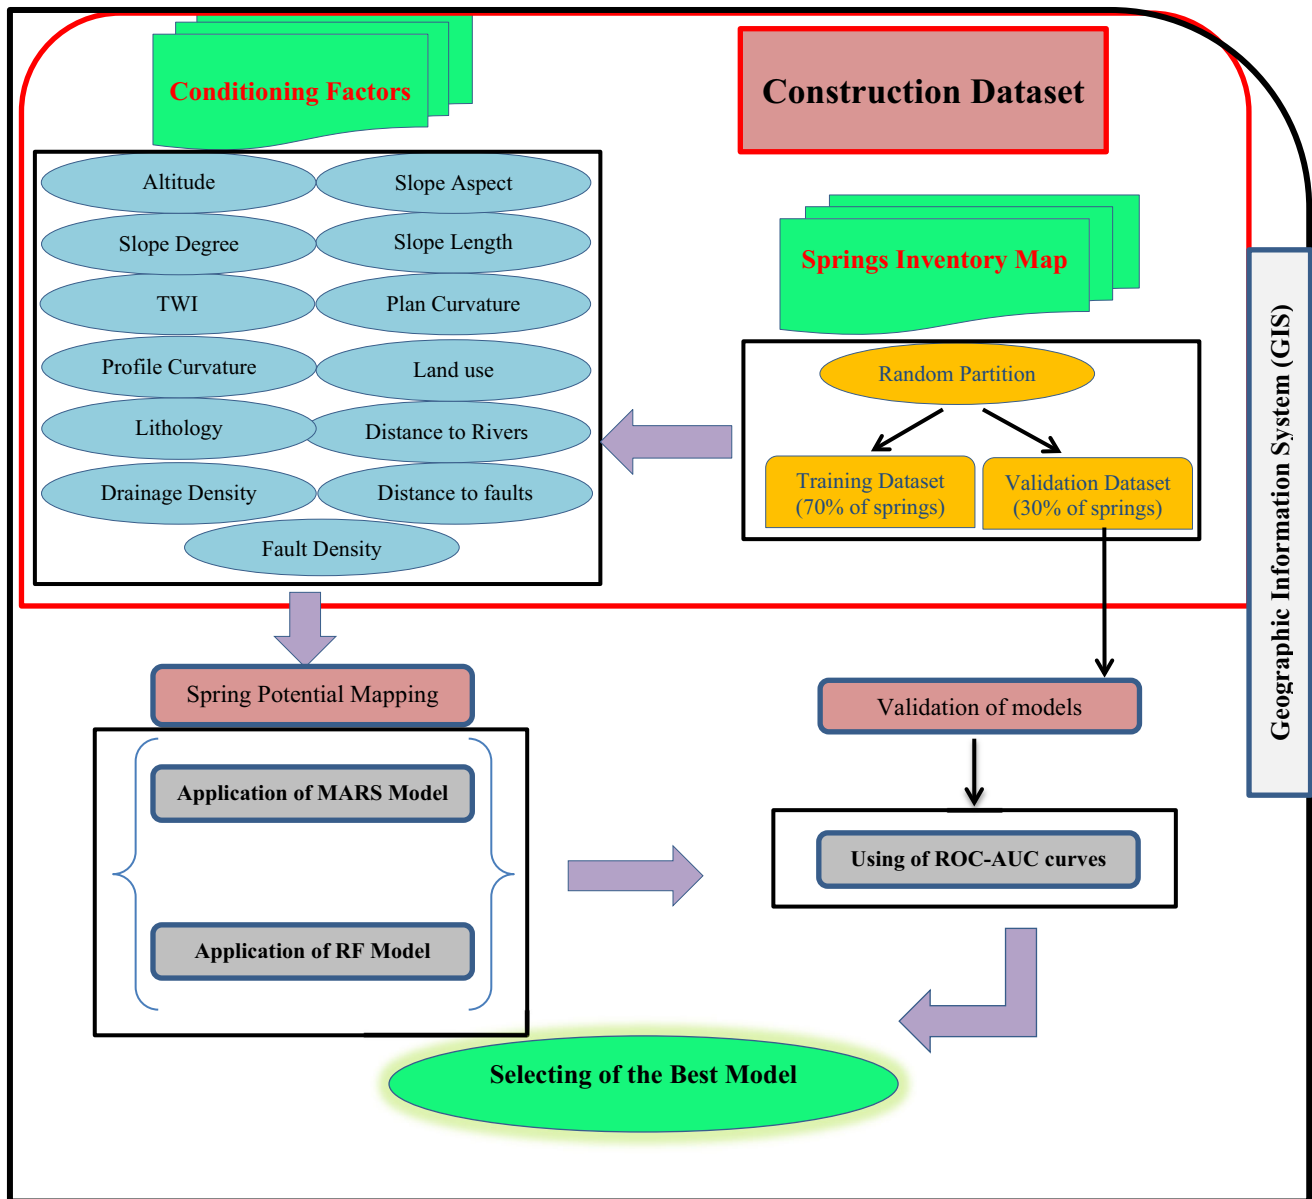 Conditioning Factors
Construction Dataset
Altitude
Slope Aspect
Slope Degree
Slope Length
TWI
Plan Curvature
Profile Curvature
Land use
Lithology
Distance to Rivers
Drainage Density
Distance to faults
Fault Density
Springs Inventory Map
Random Partition
Training Dataset
(70% of springs)
Validation Dataset
(30% of springs)
Geographic Information System (GIS)
Spring Potential Mapping
Application of MARS Model
Application of RF Model
Validation of models
Using of ROC-AUC curves
Selecting of the Best Model